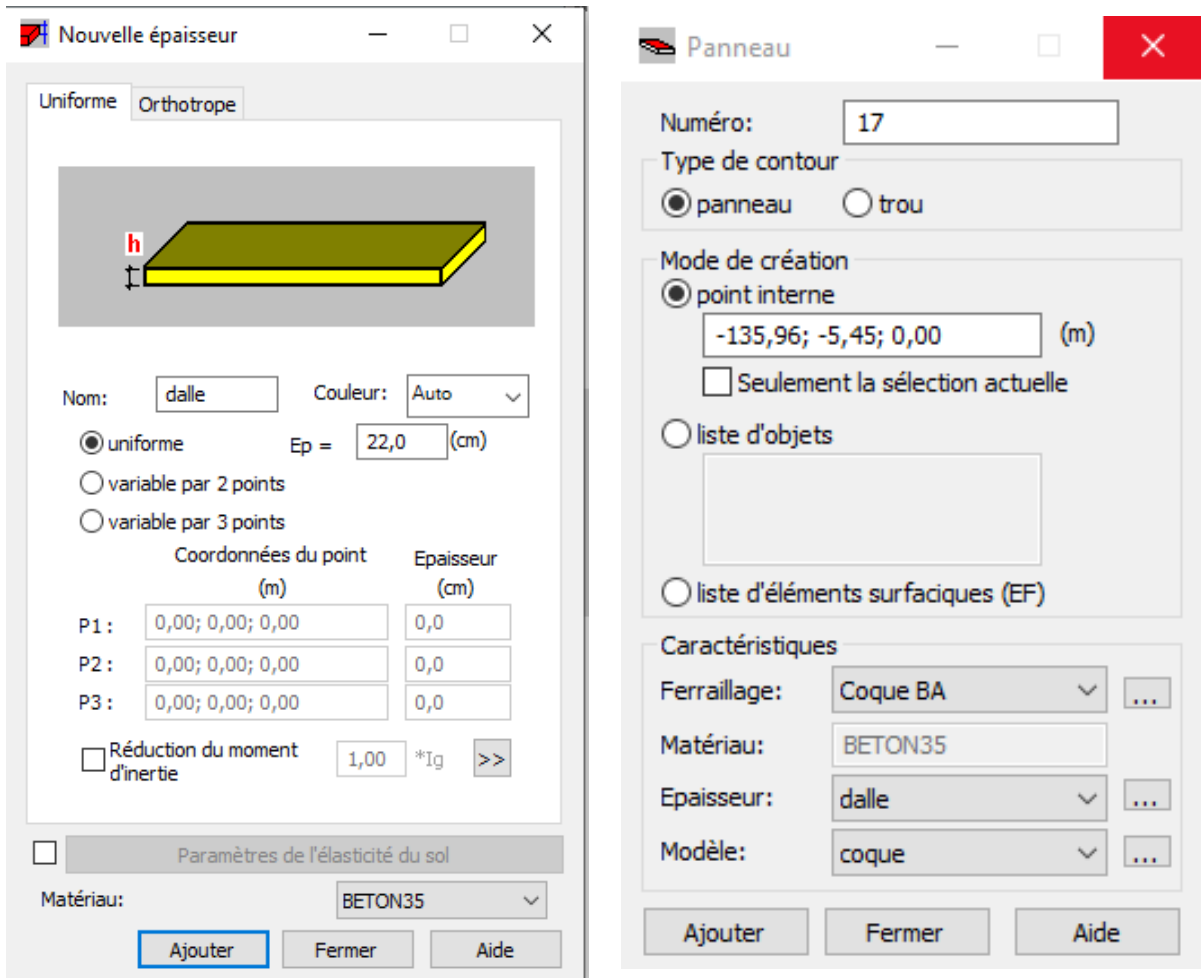 Nouvelle épaisseur
Uniforme Orthotrope
h
Nom: dalle Couleur: Auto
uniforme Ep = 22,0 (cm)
variable par 2 points
variable par 3 points
Coordonnées du point Epaisseur
(m) (cm)
P1 : 0,00; 0,00; 0,00 0,0
P2 : 0,00; 0,00; 0,00 0,0
P3 : 0,00; 0,00; 0,00 0,0
Réduction du moment
d'inertie 1,00 *Ig >>
Paramètres de l'élasticité du sol
Matériau: BETON35
Ajouter Fermer Aide
Panneau
Numéro: 17
Type de contour
panneau trou
Mode de création
point interne
-135,96; -5,45; 0,00 (m)
Seulement la sélection actuelle
liste d'objets
liste d'éléments surfaciques (EF)
Caractéristiques
Ferraillage: Coque BA ...
Matériau: BETON35
Epaisseur: dalle ...
Modèle: coque ...
Ajouter Fermer Aide